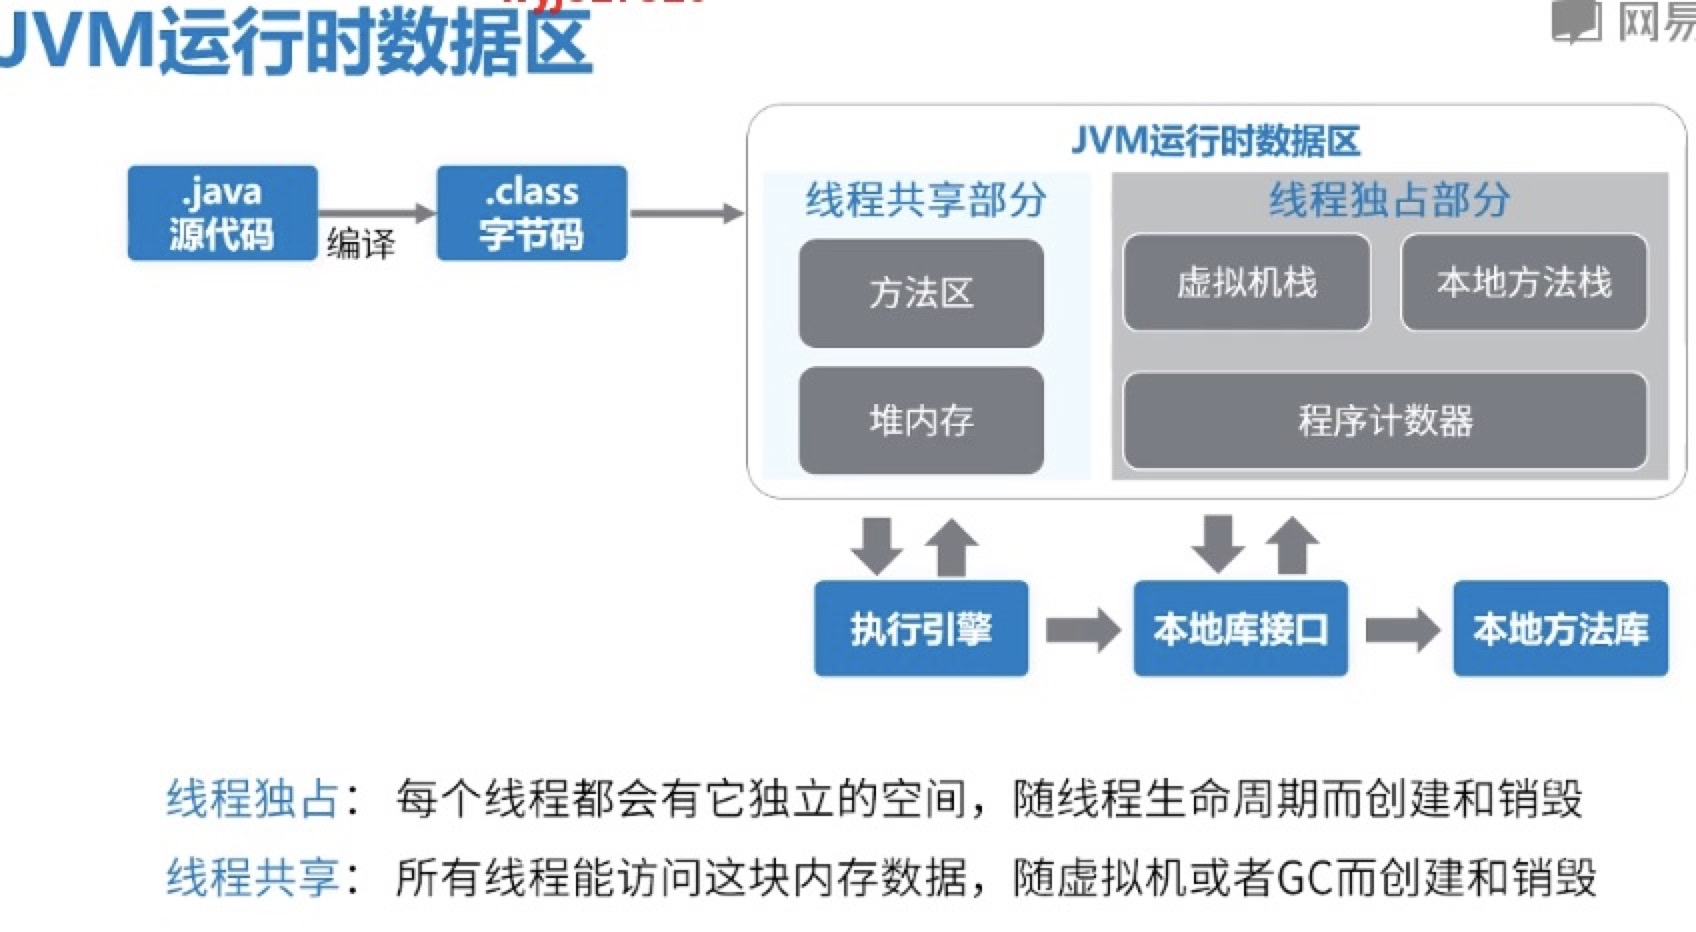 JVM运行时数据区
网易
JVM运行时数据区
线程共享部分
线程独占部分
.java
源代码
编译
.class
字节码
方法区
堆内存
虚拟机栈
本地方法栈
程序计数器
执行引擎
本地库接口
本地方法库
线程独占： 每个线程都会有它独立的空间，随线程生命周期而创建和销毁
线程共享： 所有线程能访问这块内存数据，随虚拟机或者GC而创建和销毁